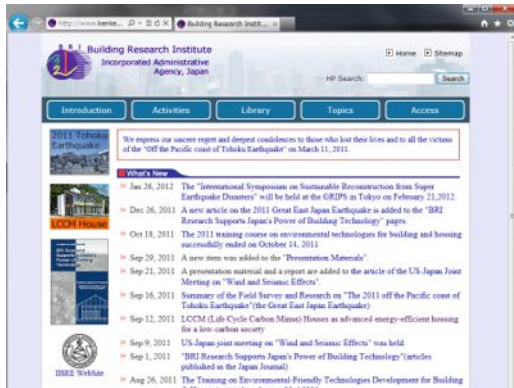 http://www.kenke...
Building Research Instit...
Building Research Institute
Incorporated Administrative
Agency, Japan
Home
Sitemap
HP Search:
Search
Introduction
Activities
Library
Topics
Access
2011 Tohoku
Earthquake
We express our sincere regret and deepest condolences to those who lost their lives and to all the victims
of the "Off the Pacific coast of Tohoku Earthquake" on March 11, 2011.
What's New
Jan 26, 2012 The "International Symposium on Sustainable Reconstruction from Super
Earthquake Disasters" will be held at the GRIPS in Tokyo on February 21,2012.
Dec 26, 2011 A new article on the 2011 Great East Japan Earthquake is added to the "BRI
Research Supports Japan's Power of Building Technology" pages.
Oct 18, 2011 The 2011 training course on environmental technologies for building and housing
successfully ended on October 14, 2011.
Sep 29, 2011 A new item was added to the "Presentation Materials".
Sep 21, 2011 A presentation material and a report are added to the article of the US-Japan Joint
Meeting on "Wind and Seismic Effects".
Sep 16, 2011 Summary of the Field Survey and Research on "The 2011 off the Pacific coast of
Tohoku Earthquake"(the Great East Japan Earthquake)
Sep 12, 2011 LCCM (Life Cycle Carbon Minus) Houses as advanced energy-efficient housing
for a low-carbon society
Sep 9, 2011 US-Japan joint meeting on "Wind and Seismic Effects" was held.
Sep 1, 2011 "BRI Research Supports Japan's Power of Building Technology"(articles
published in the Japan Journal)
Aug 26, 2011 The Training on Environmental-Friendly Technologies Development for Building
LCCM House
BRI Research
Supports Japan's
Power of Building
Technology
IISEE WebSite